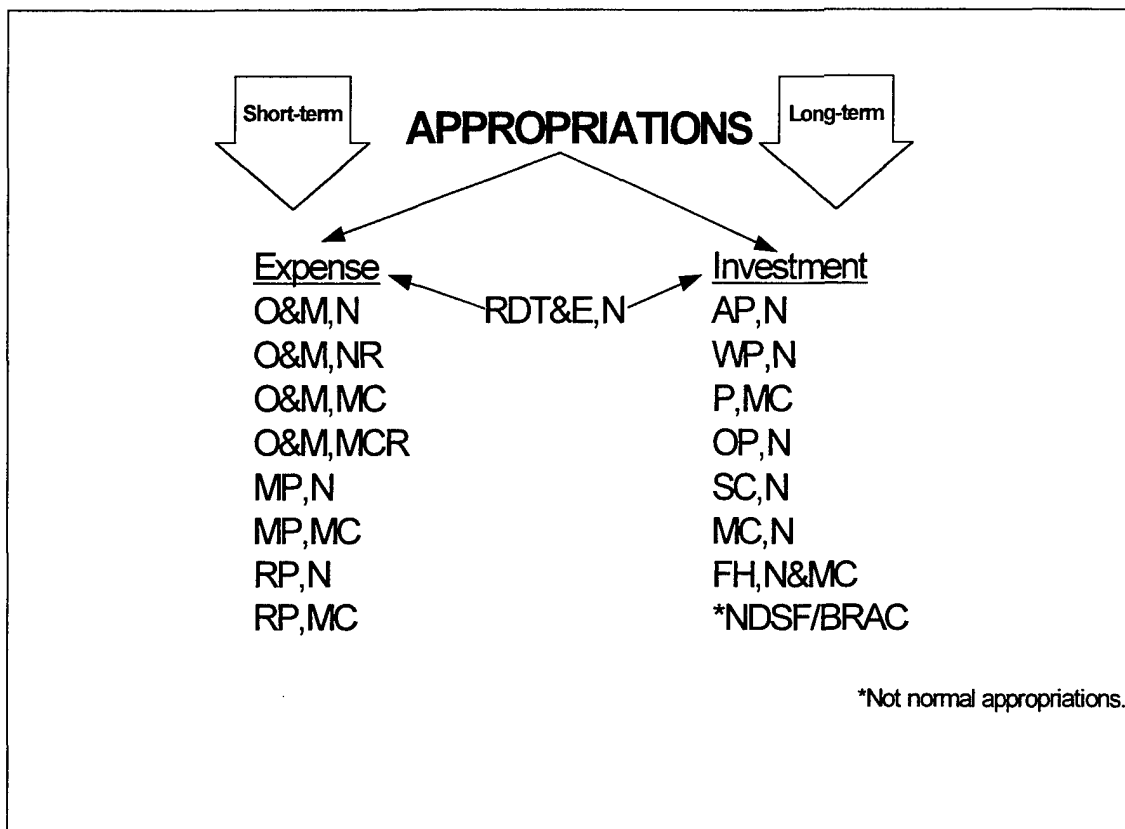 Short-term
APPROPRIATIONS
Long-term
Expense
Investment
O&M,N
RDT&E,N
AP,N
O&M,NR
WP,N
O&M,MC
P,MC
O&M,MCR
OP,N
MP,N
SC,N
MP,MC
MC,N
RP,N
FH,N&MC
RP,MC
*NDSF/BRAC
*Not normal appropriations.